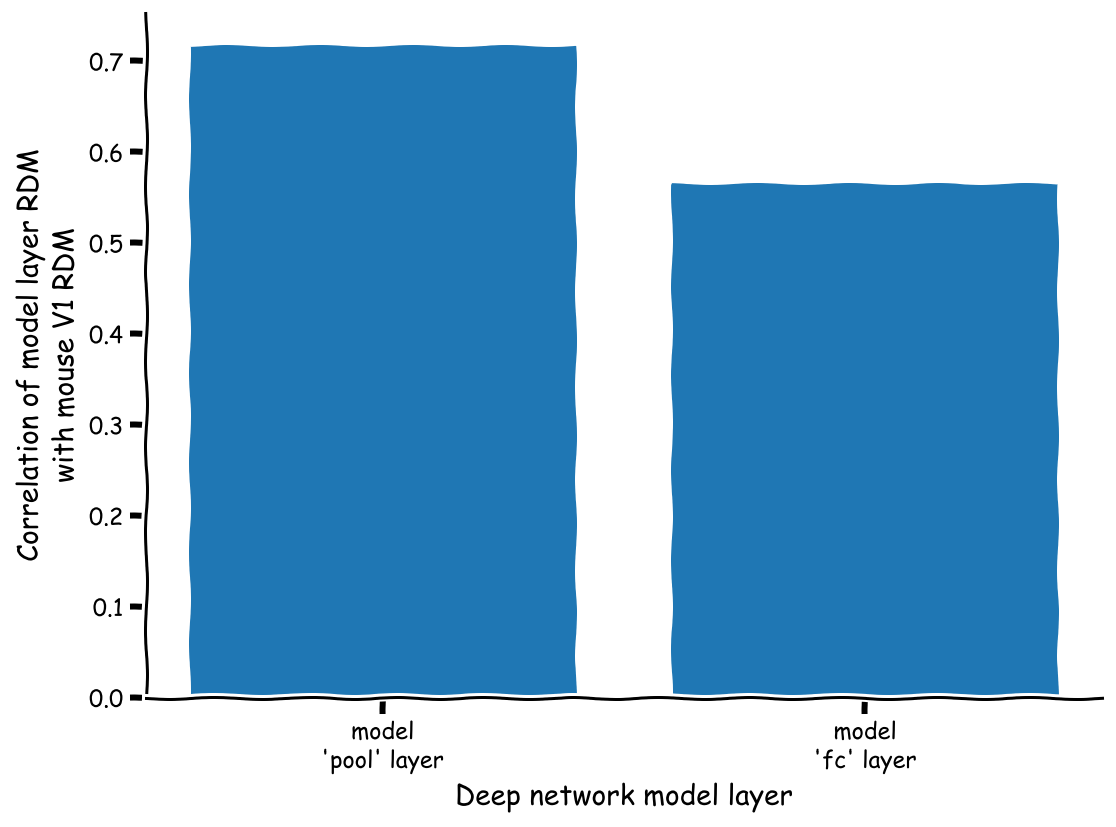 Correlation of model layer RDM
with mouse V1 RDM
0.7
0.6
0.5
0.4
0.3
0.2
0.1
0.0
model
'pool' layer
model
'fc' layer
Deep network model layer